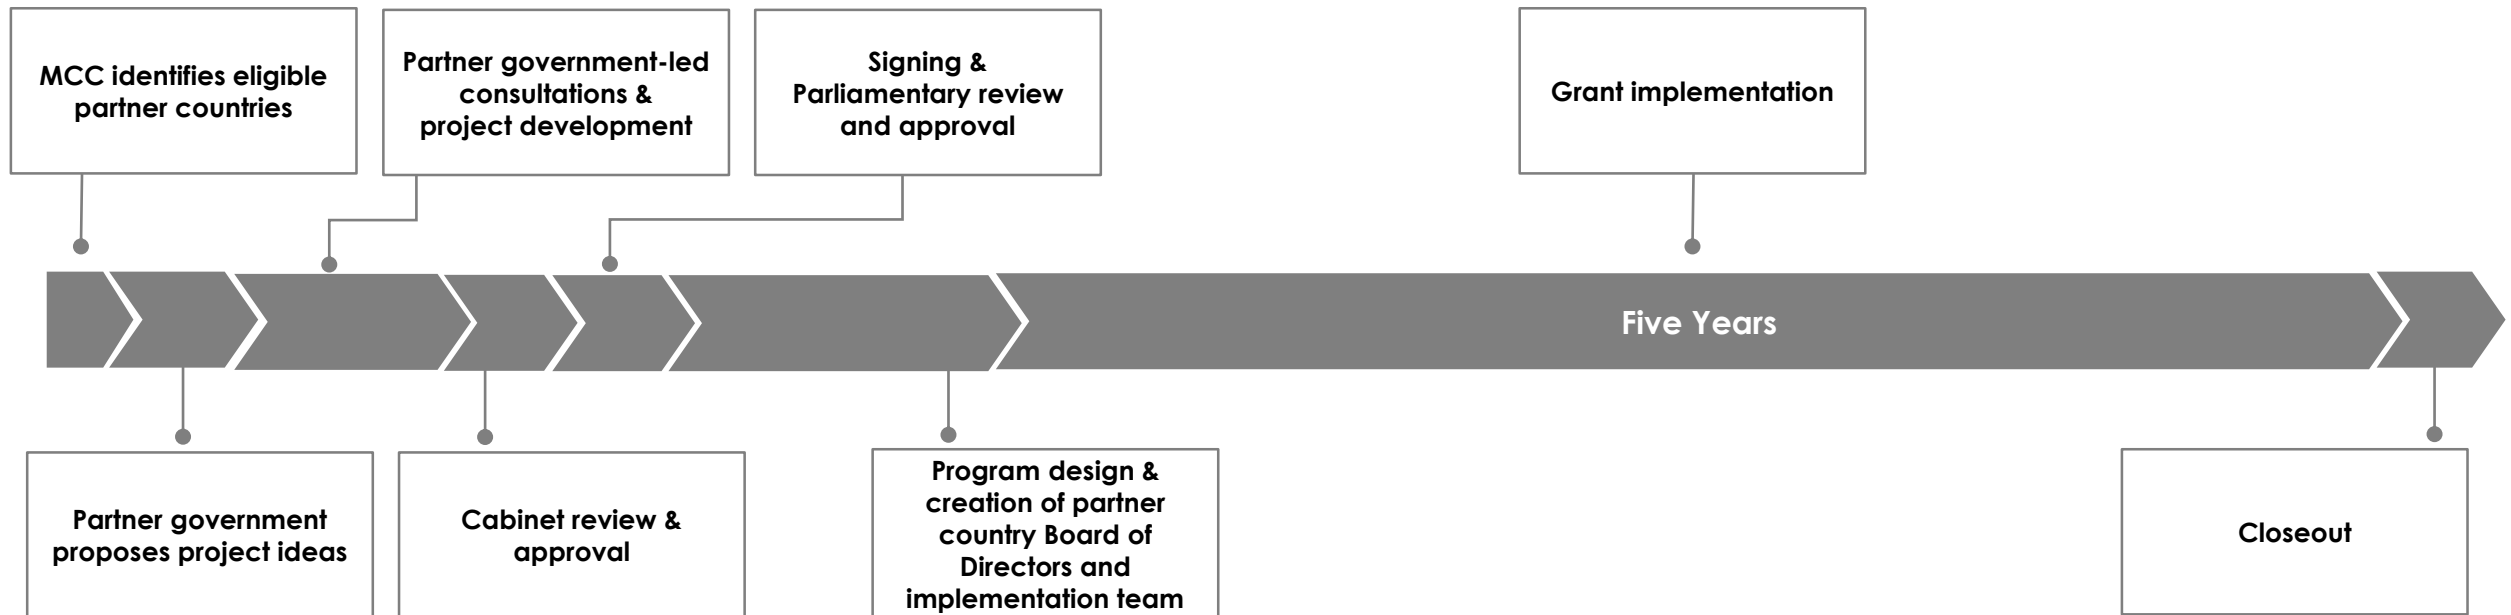 MCC identifies eligible
partner countries
Partner government-led
consultations &
project development
Signing &
Parliamentary review
and approval
Grant implementation
Five Years
Partner government
proposes project ideas
Cabinet review &
approval
Program design &
creation of partner
country Board of
Directors and
implementation team
Closeout